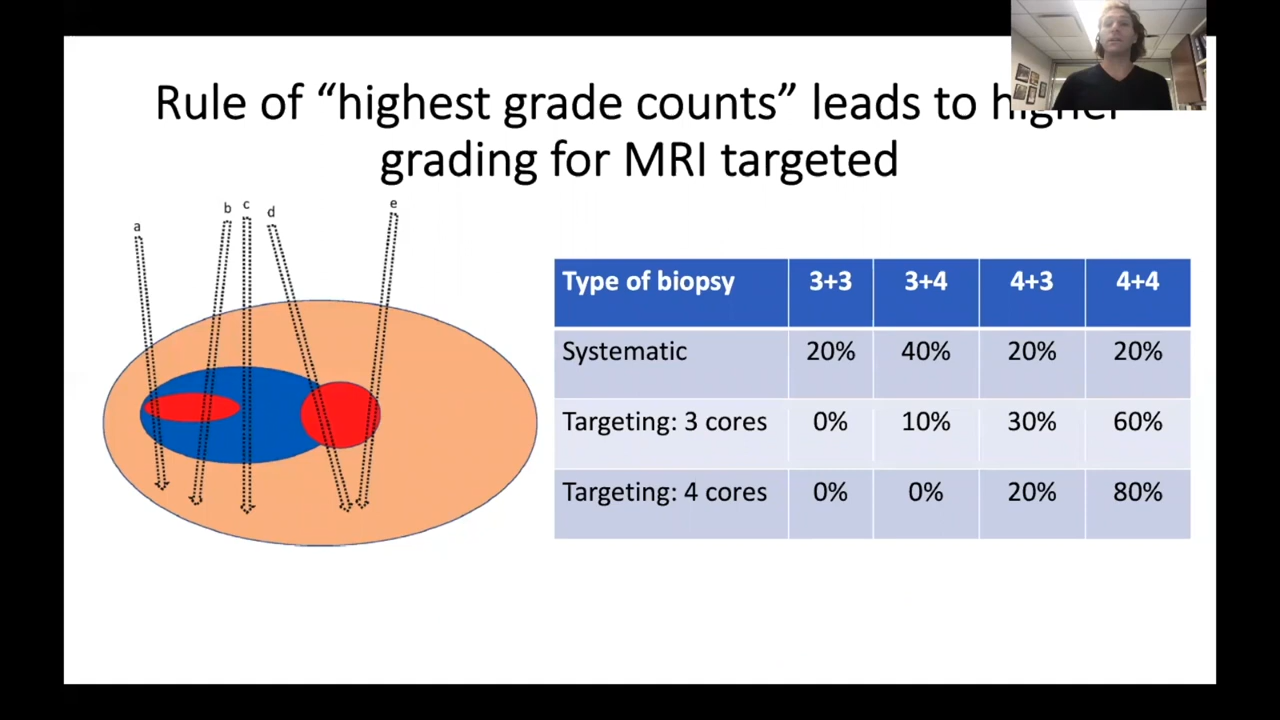 Rule of “highest grade counts” leads to higher
grading for MRI targeted
a
b
c
d
e
Type of biopsy 3+3 3+4 4+3 4+4
Systematic 20% 40% 20% 20%
Targeting: 3 cores 0% 10% 30% 60%
Targeting: 4 cores 0% 0% 20% 80%